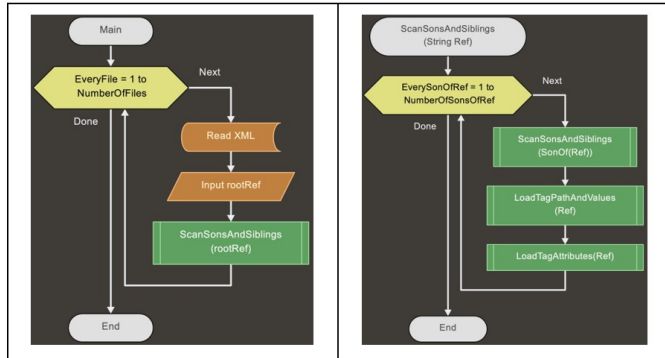 Main
EveryFile = 1 to
NumberOfFiles
Next
Done
Read XML
Input rootRef
ScanSonsAndSiblings
(rootRef)
End
ScanSonsAndSiblings
(String Ref)
EverySonOfRef = 1 to
NumberOfSonsOfRef
Next
Done
ScanSonsAndSiblings
(SonOf(Ref))
LoadTagPathAndValues
(Ref)
LoadTagAttributes(Ref)
End